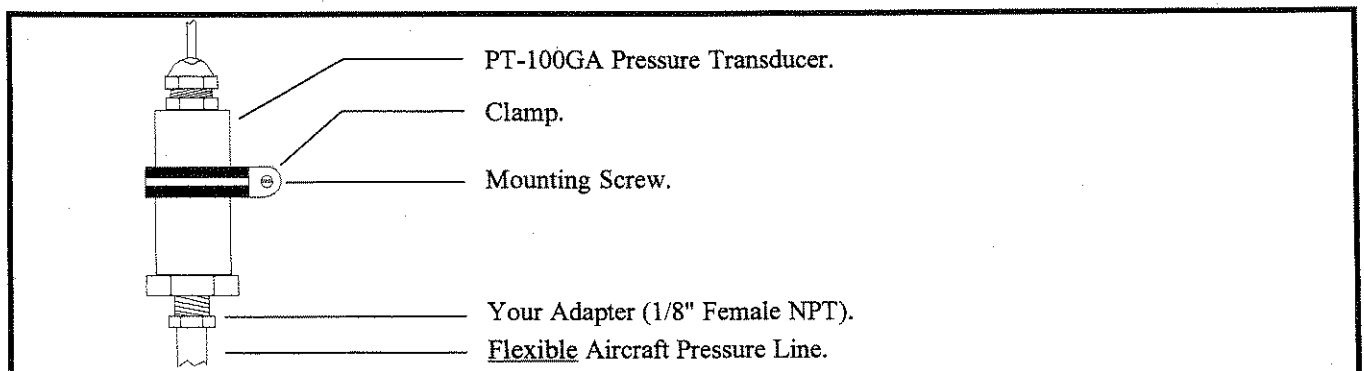 PT-100GA Pressure Transducer.
Clamp.
Mounting Screw.
Your Adapter (1/8" Female NPT).
Flexible Aircraft Pressure Line.